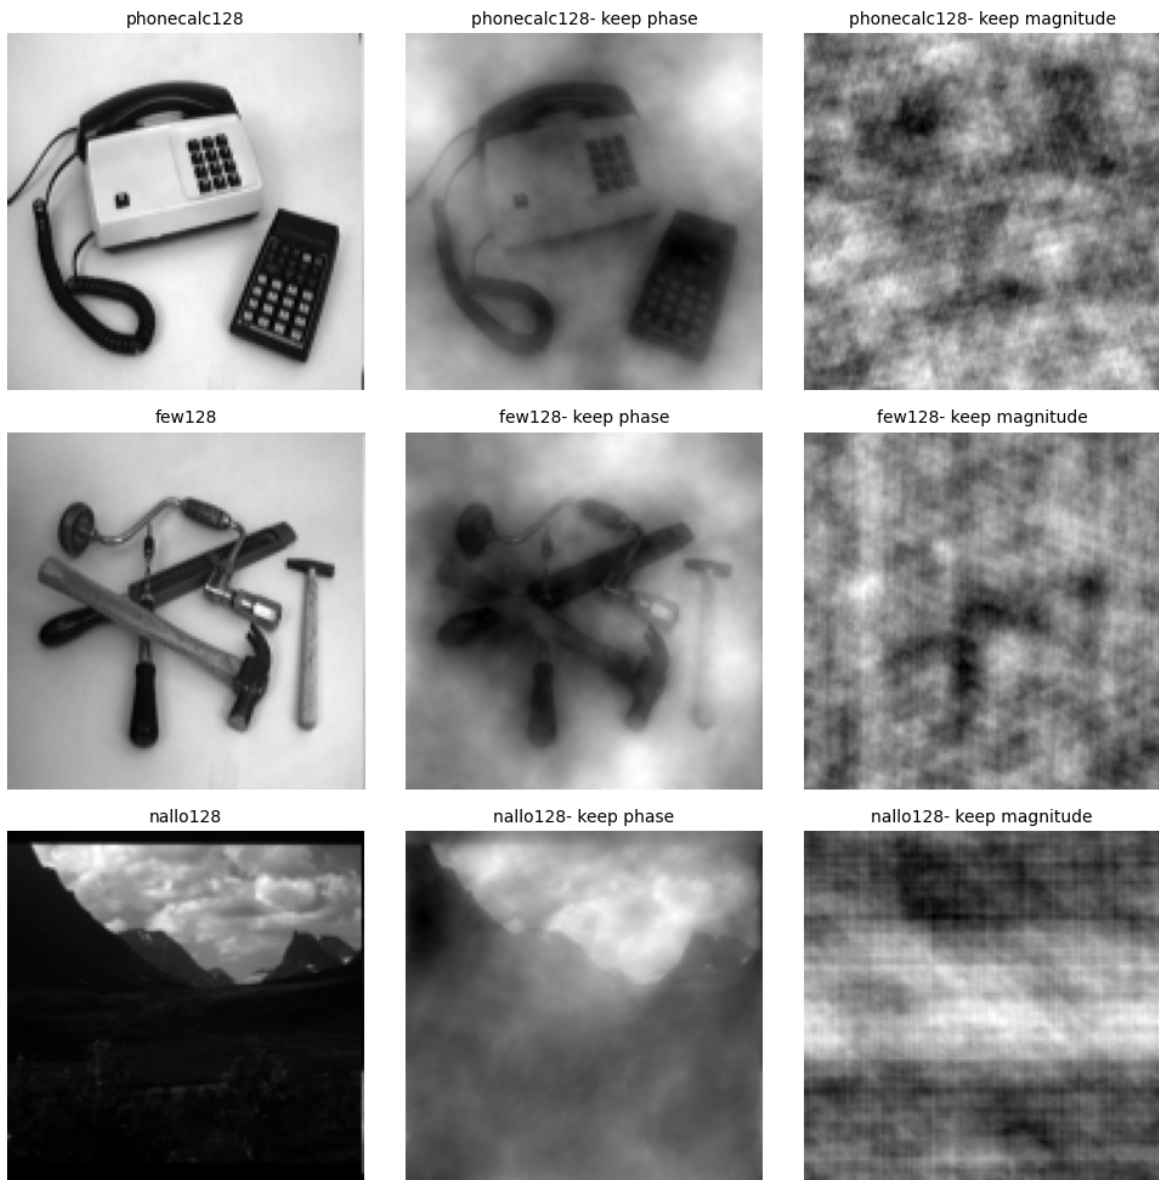 phonecalc128
phonecalc128- keep phase
phonecalc128- keep magnitude
few128
few128- keep phase
few128- keep magnitude
nallo128
nallo128- keep phase
nallo128- keep magnitude